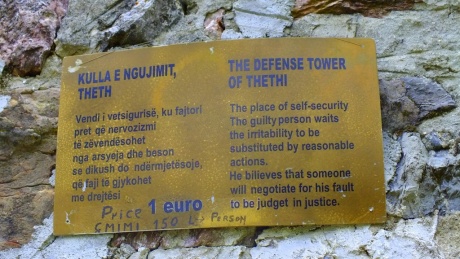 KULLA E NGUJIMIT,
THETH
Vendi i vetsigurisë, ku fajtori
pret që nervozizmi
të zëvendësohet
nga arsyeja dhe beson
se dikush do ndërmjetësoje,
që faji të gjykohet
me drejtësi
THE DEFENSE TOWER
OF THETHI
The place of self-security
The guilty person waits
the irritability to be
substituted by reasonable
actions.
He believies that someone
will negotiate for his fault
to be judget in justice.
Price 1 euro
ÇMIMI 150 L PERSON